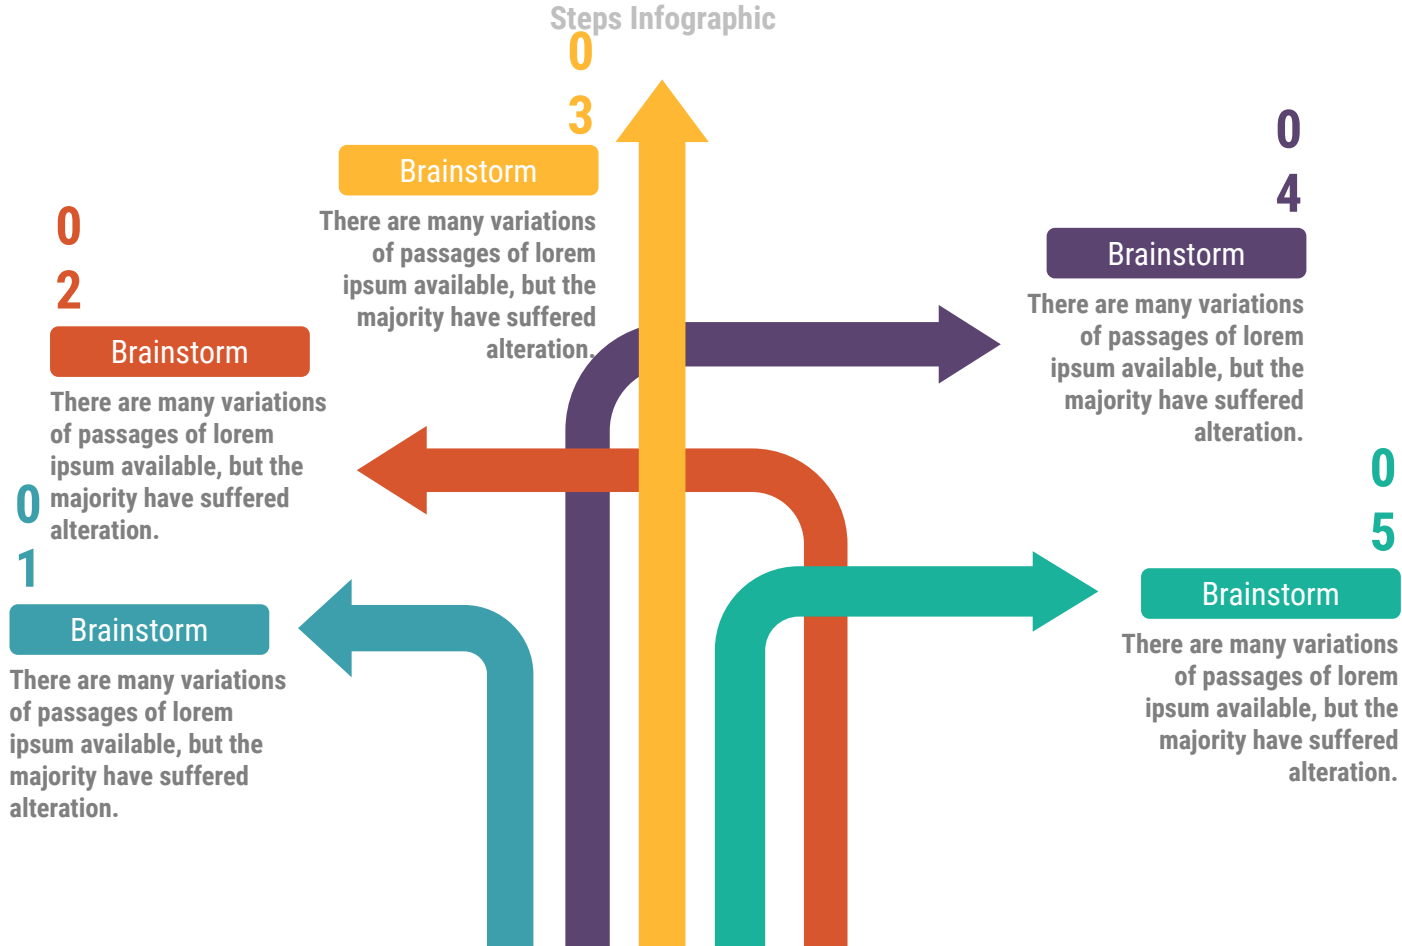 Steps Infographic
0
3
Brainstorm
There are many variations
of passages of lorem
ipsum available, but the
majority have suffered
alteration.
0
4
Brainstorm
There are many variations
of passages of lorem
ipsum available, but the
majority have suffered
alteration.
0
2
Brainstorm
There are many variations
of passages of lorem
ipsum available, but the
majority have suffered
alteration.
0
1
Brainstorm
There are many variations
of passages of lorem
ipsum available, but the
majority have suffered
alteration.
0
5
Brainstorm
There are many variations
of passages of lorem
ipsum available, but the
majority have suffered
alteration.